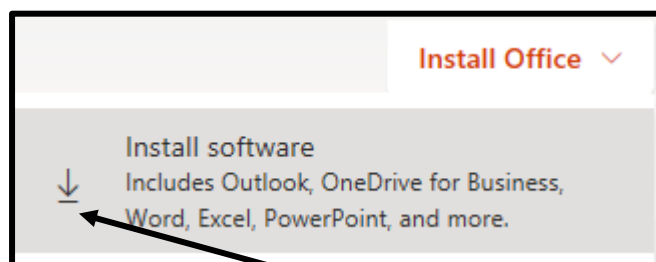 Install Office
Install software
Includes Outlook, OneDrive for Business,
Word, Excel, PowerPoint, and more.